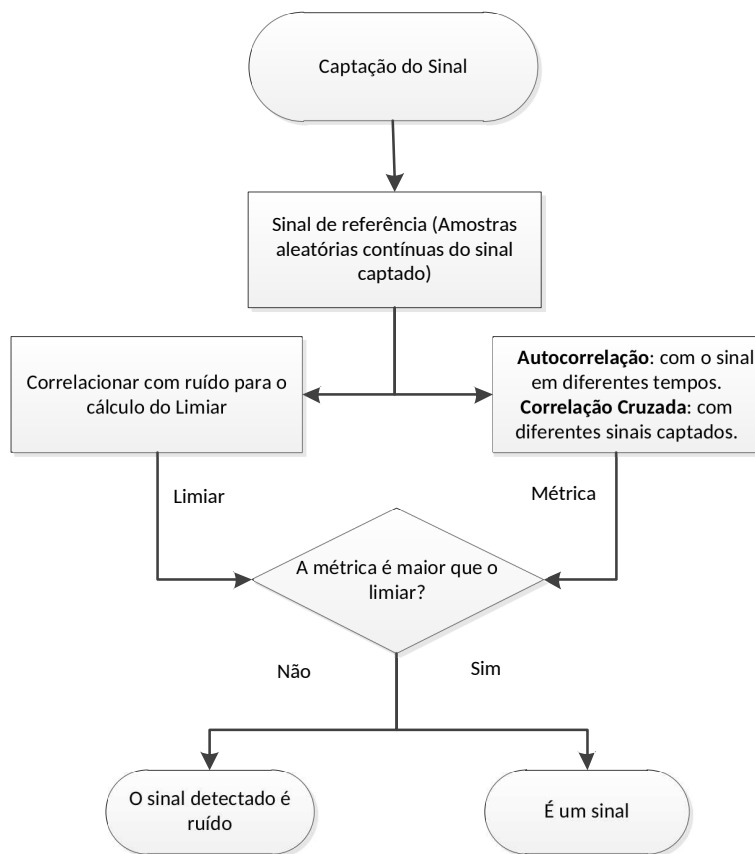 Captação do Sinal
Sinal de referência (Amostras
aleatórias contínuas do sinal
captado)
Correlacionar com ruído para o
cálculo do Limiar
Autocorrelação: com o sinal
em diferentes tempos.
Correlação Cruzada: com
diferentes sinais captados.
Limiar
Métrica
A métrica é maior que o
limiar?
Não
Sim
O sinal detectado é
ruído
É um sinal